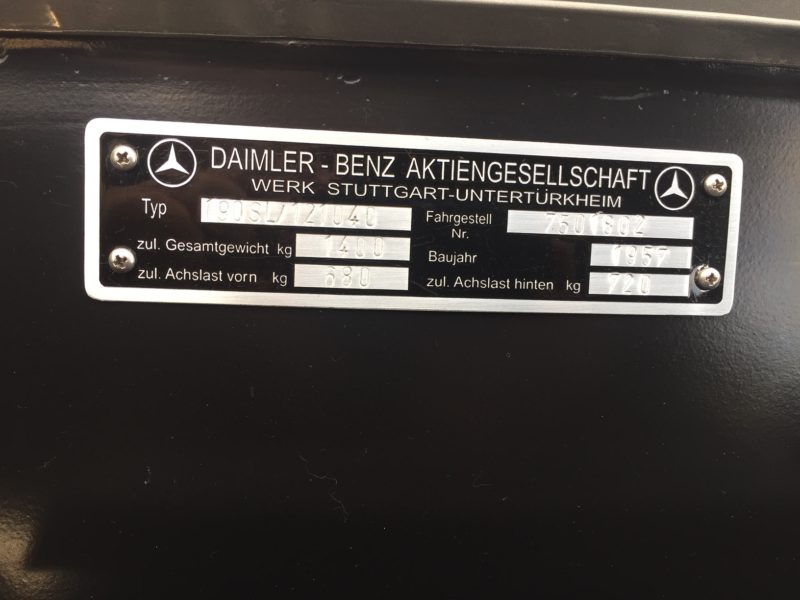 DAIMLER - BENZ AKTIENGESELLSCHAFT
WERK STUTTGART-UNTERTÜRKHEIM
Typ 190SL/121040 Fahrgestell Nr. 7501802
zul. Gesamtgewicht kg 1400 Baujahr 1957
zul. Achslast vorn kg 680 zul. Achslast hinten kg 720